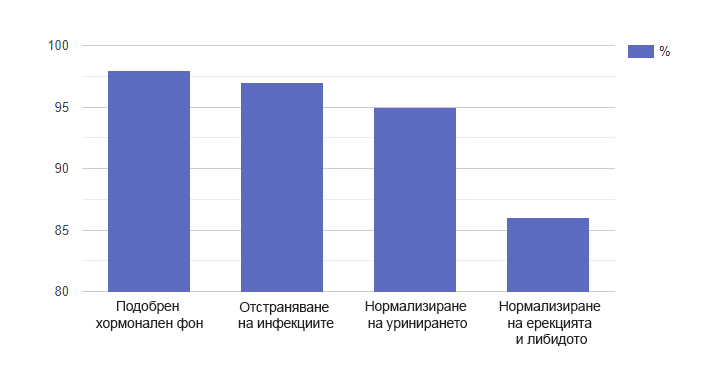 100
95
90
85
80
%
Подобрен
хормонален фон
Отстраняване
на инфекциите
Нормализиране
на уринирането
Нормализиране
на ерекцията
и либидото